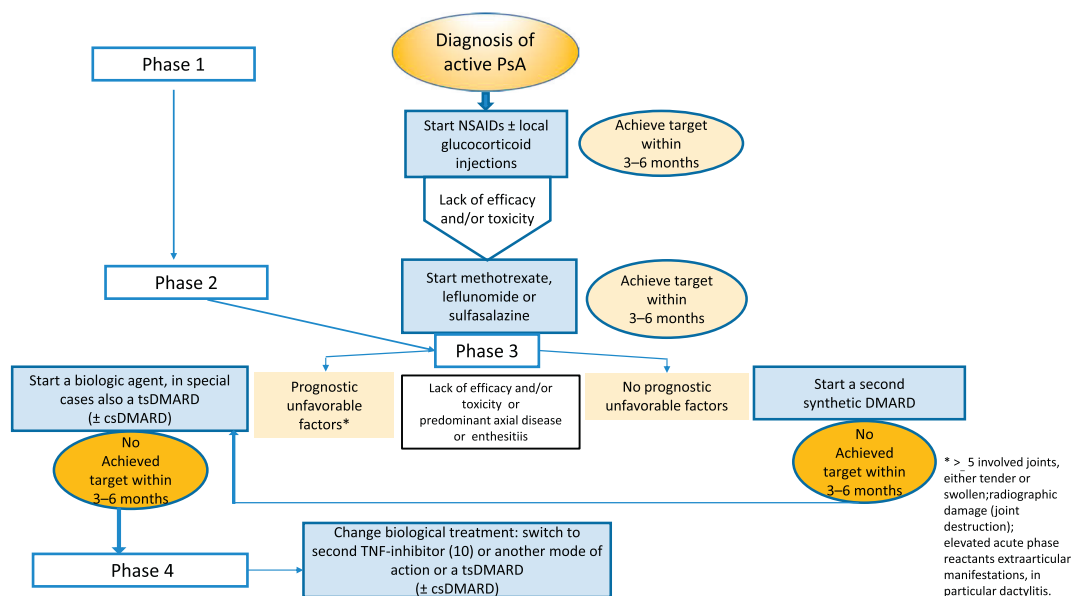 Phase 1
Diagnosis of
active PsA
Start NSAIDs ± local
glucocorticoid
injections
Achieve target
within
3–6 months
Lack of efficacy
and/or toxicity
Phase 2
Start methotrexate,
leflunomide or
sulfasalazine
Achieve target
within
3–6 months
Phase 3
Start a biologic agent, in special
cases also a tsDMARD
(± csDMARD)
Prognostic
unfavorable
factors*
Lack of efficacy and/or
toxicity or
predominant axial disease
or enthesitiis
No prognostic
unfavorable factors
Start a second
synthetic DMARD
No
Achieved
target within
3–6 months
No
Achieved
target within
3–6 months
* >_ 5 involved joints,
either tender or
swollen;radiographic
damage (joint
destruction);
elevated acute phase
reactants extraarticular
manifestations, in
particular dactylitis.
Phase 4
Change biological treatment: switch to
second TNF-inhibitor (10) or another mode of
action or a tsDMARD
(± csDMARD)